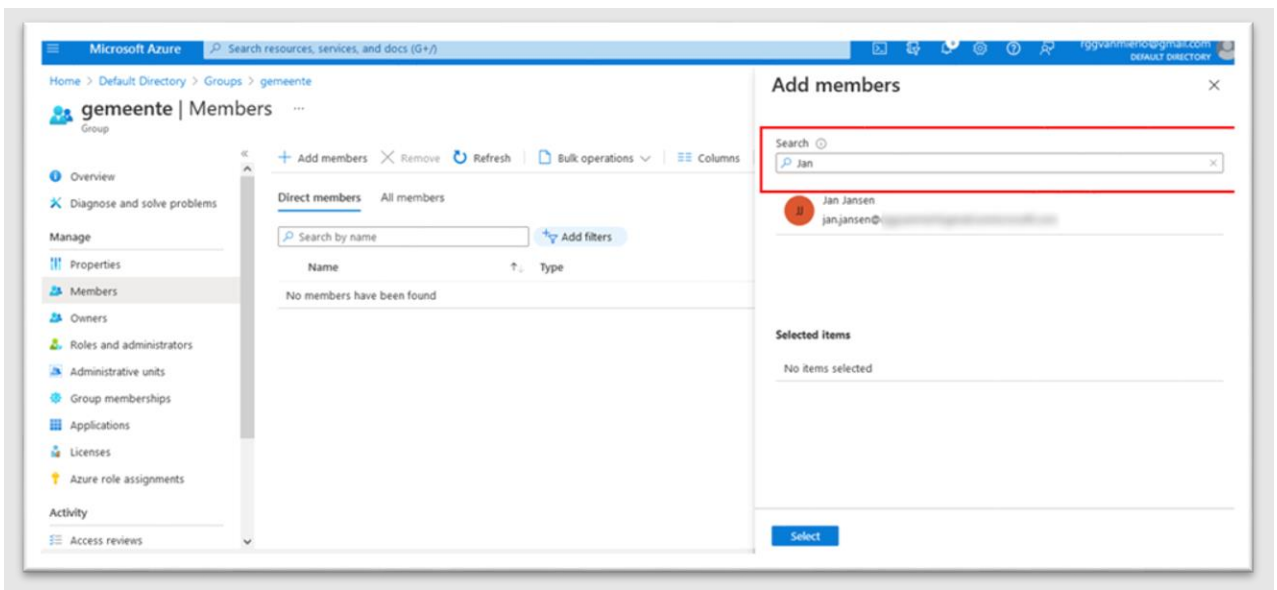 Microsoft Azure
Search resources, services, and docs (G+/)
DEFAULT DIRECTORY
Home > Default Directory > Groups > gemeente
gemeente | Members ...
Group
Overview
Diagnose and solve problems
Manage
Properties
Members
Owners
Roles and administrators
Administrative units
Group memberships
Applications
Licenses
Azure role assignments
Activity
Access reviews
Add members Remove Refresh Bulk operations Columns
Direct members All members
Search by name Add filters
Name Type
No members have been found
Add members
Search
Jan
JJ
Jan Jansen
jan.jansen@
Selected items
No items selected
Select